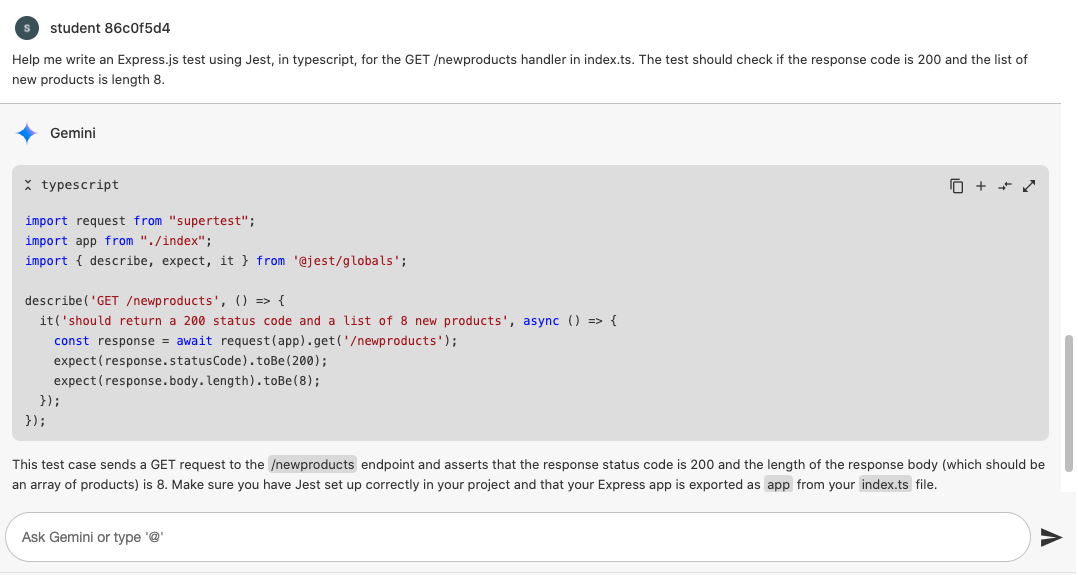 S student 86c0f5d4
Help me write an Express.js test using Jest, in typescript, for the GET /newproducts handler in index.ts. The test should check if the response code is 200 and the list of
new products is length 8.
Gemini
typescript
import request from "supertest";
import app from "./index";
import { describe, expect, it } from '@jest/globals';
describe('GET /newproducts', () => {
  it('should return a 200 status code and a list of 8 new products', async () => {
    const response = await request(app).get('/newproducts');
    expect(response.statusCode).toBe(200);
    expect(response.body.length).toBe(8);
  });
});
This test case sends a GET request to the /newproducts endpoint and asserts that the response status code is 200 and the length of the response body (which should be
an array of products) is 8. Make sure you have Jest set up correctly in your project and that your Express app is exported as app from your index.ts file.
Ask Gemini or type '@'